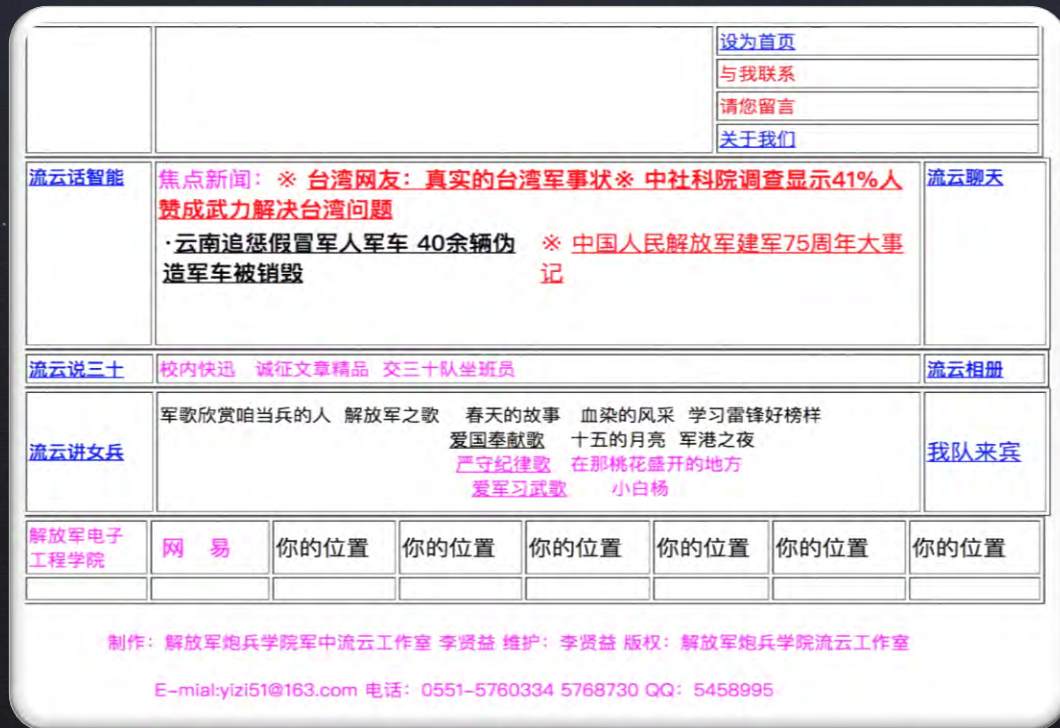 设为首页
与我联系
请您留言
关于我们
流云话智能
焦点新闻：※ 台湾网友：真实的台湾军事状※ 中社科院调查显示41%人
赞成武力解决台湾问题
·云南追惩假冒军人军车 40余辆伪
造军车被销毁
※ 中国人民解放军建军75周年大事
记
流云聊天
流云说三十
校内快迅 诚征文章精品 交三十队坐班员
流云相册
流云讲女兵
军歌欣赏咱当兵的人 解放军之歌 春天的故事 血染的风采 学习雷锋好榜样
爱国奉献歌 十五的月亮 军港之夜
严守纪律歌 在那桃花盛开的地方
爱军习武歌 小白杨
我队来宾
解放军电子
工程学院
网 易
你的位置
你的位置
你的位置
你的位置
你的位置
你的位置
制作：解放军炮兵学院军中流云工作室 李贤益 维护：李贤益 版权：解放军炮兵学院流云工作室
E-mial:yizi51@163.com 电话：0551-5760334 5768730 QQ：5458995